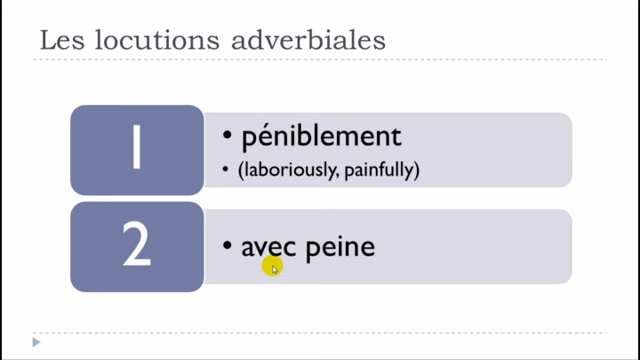 Les locutions adverbiales
1
• péniblement
• (laboriously, painfully)
2
• avec peine